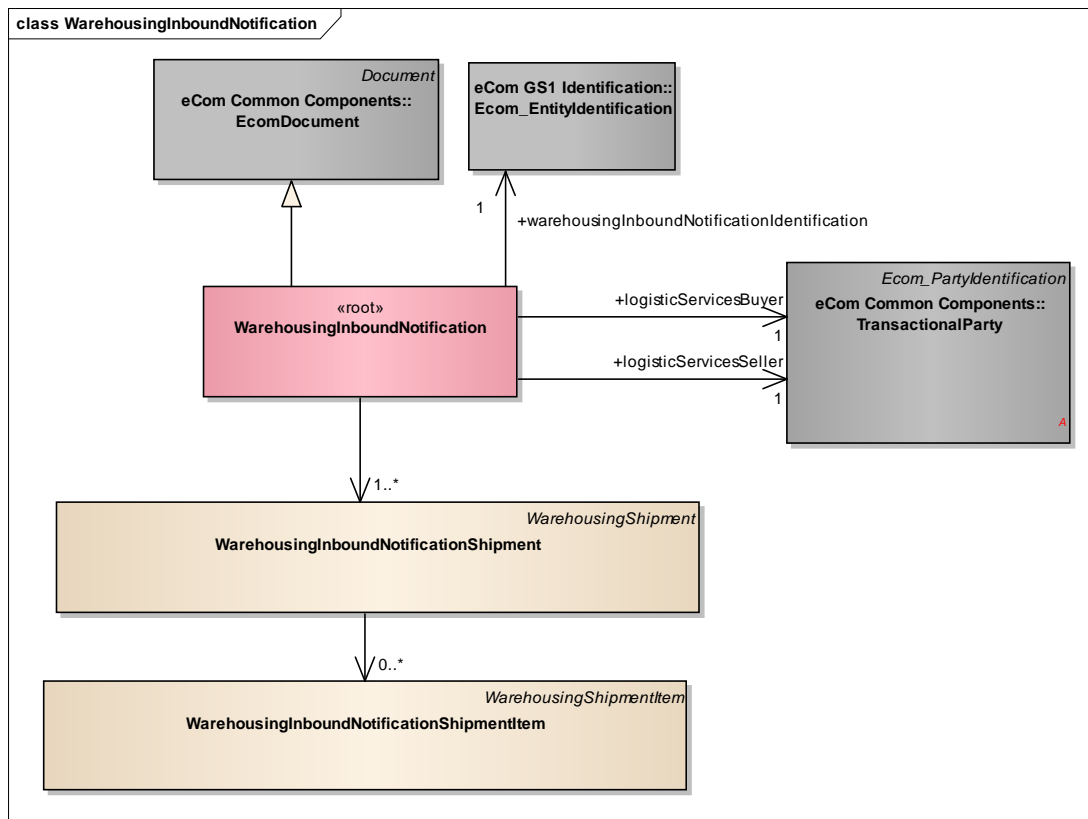 class WarehousingInboundNotification
Document
eCom Common Components::
EcomDocument
eCom GS1 Identification::
Ecom_EntityIdentification
1
+warehousingInboundNotificationIdentification
«root»
WarehousingInboundNotification
+logisticServicesBuyer
1
+logisticServicesSeller
1
Ecom_PartyIdentification
eCom Common Components::
TransactionalParty
A
1..*
WarehousingShipment
WarehousingInboundNotificationShipment
0..*
WarehousingShipmentItem
WarehousingInboundNotificationShipmentItem